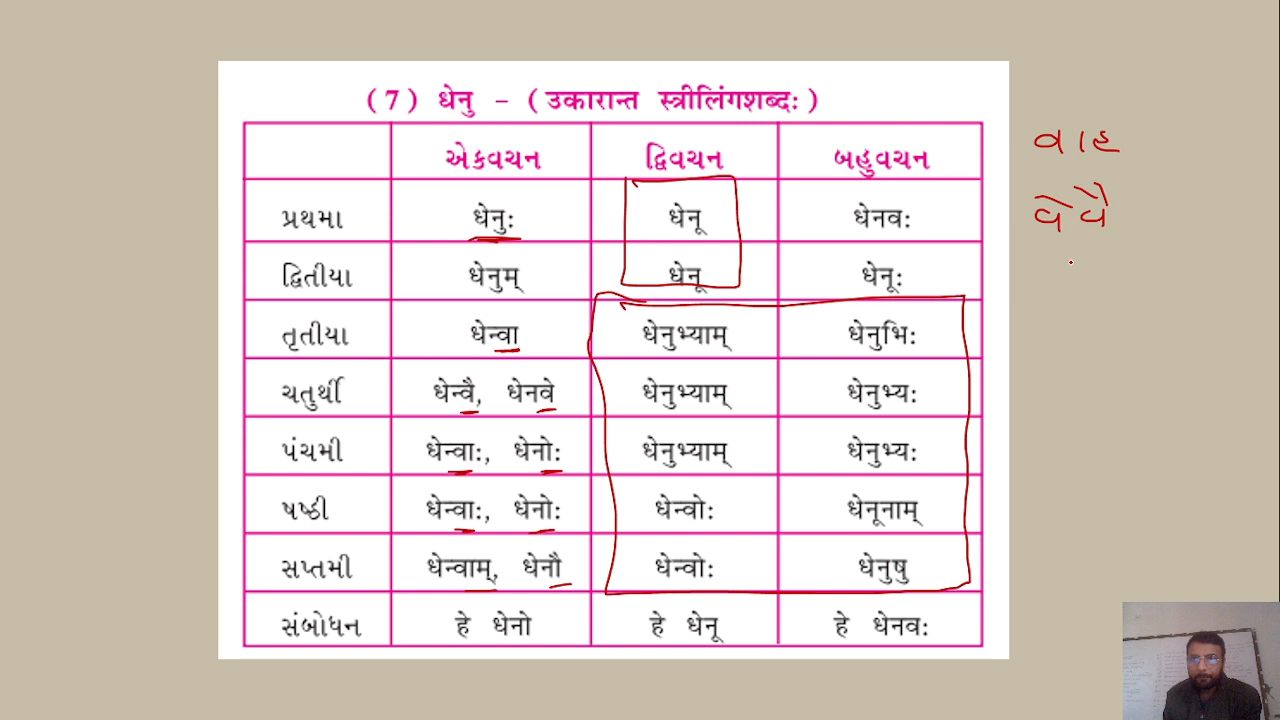 (7) धेनु - (उकारान्त स्त्रीलिंगशब्दः)
એકવચન દ્વિવચન બહુવચન
પ્રથમા धेनुः धेनू धेनवः
દ્વિતીયા धेनुम् धेनू धेनूः
તૃતીયા धेन्वा धेनुभ्याम् धेनुभिः
ચતુર્થી धेन्वै, धेनवे धेनुभ्याम् धेनुभ्यः
પંચમી धेन्वाः, धेनोः धेनुभ्याम् धेनुभ्यः
ષષ્ઠી धेन्वाः, धेनोः धेन्वोः धेनूनाम्
સપ્તમી धेन्वाम्, धेनौ धेन्वोः धेनुषु
સંબોધન हे धेनो हे धेनू हे धेनवः
વાહ
વેવૈ